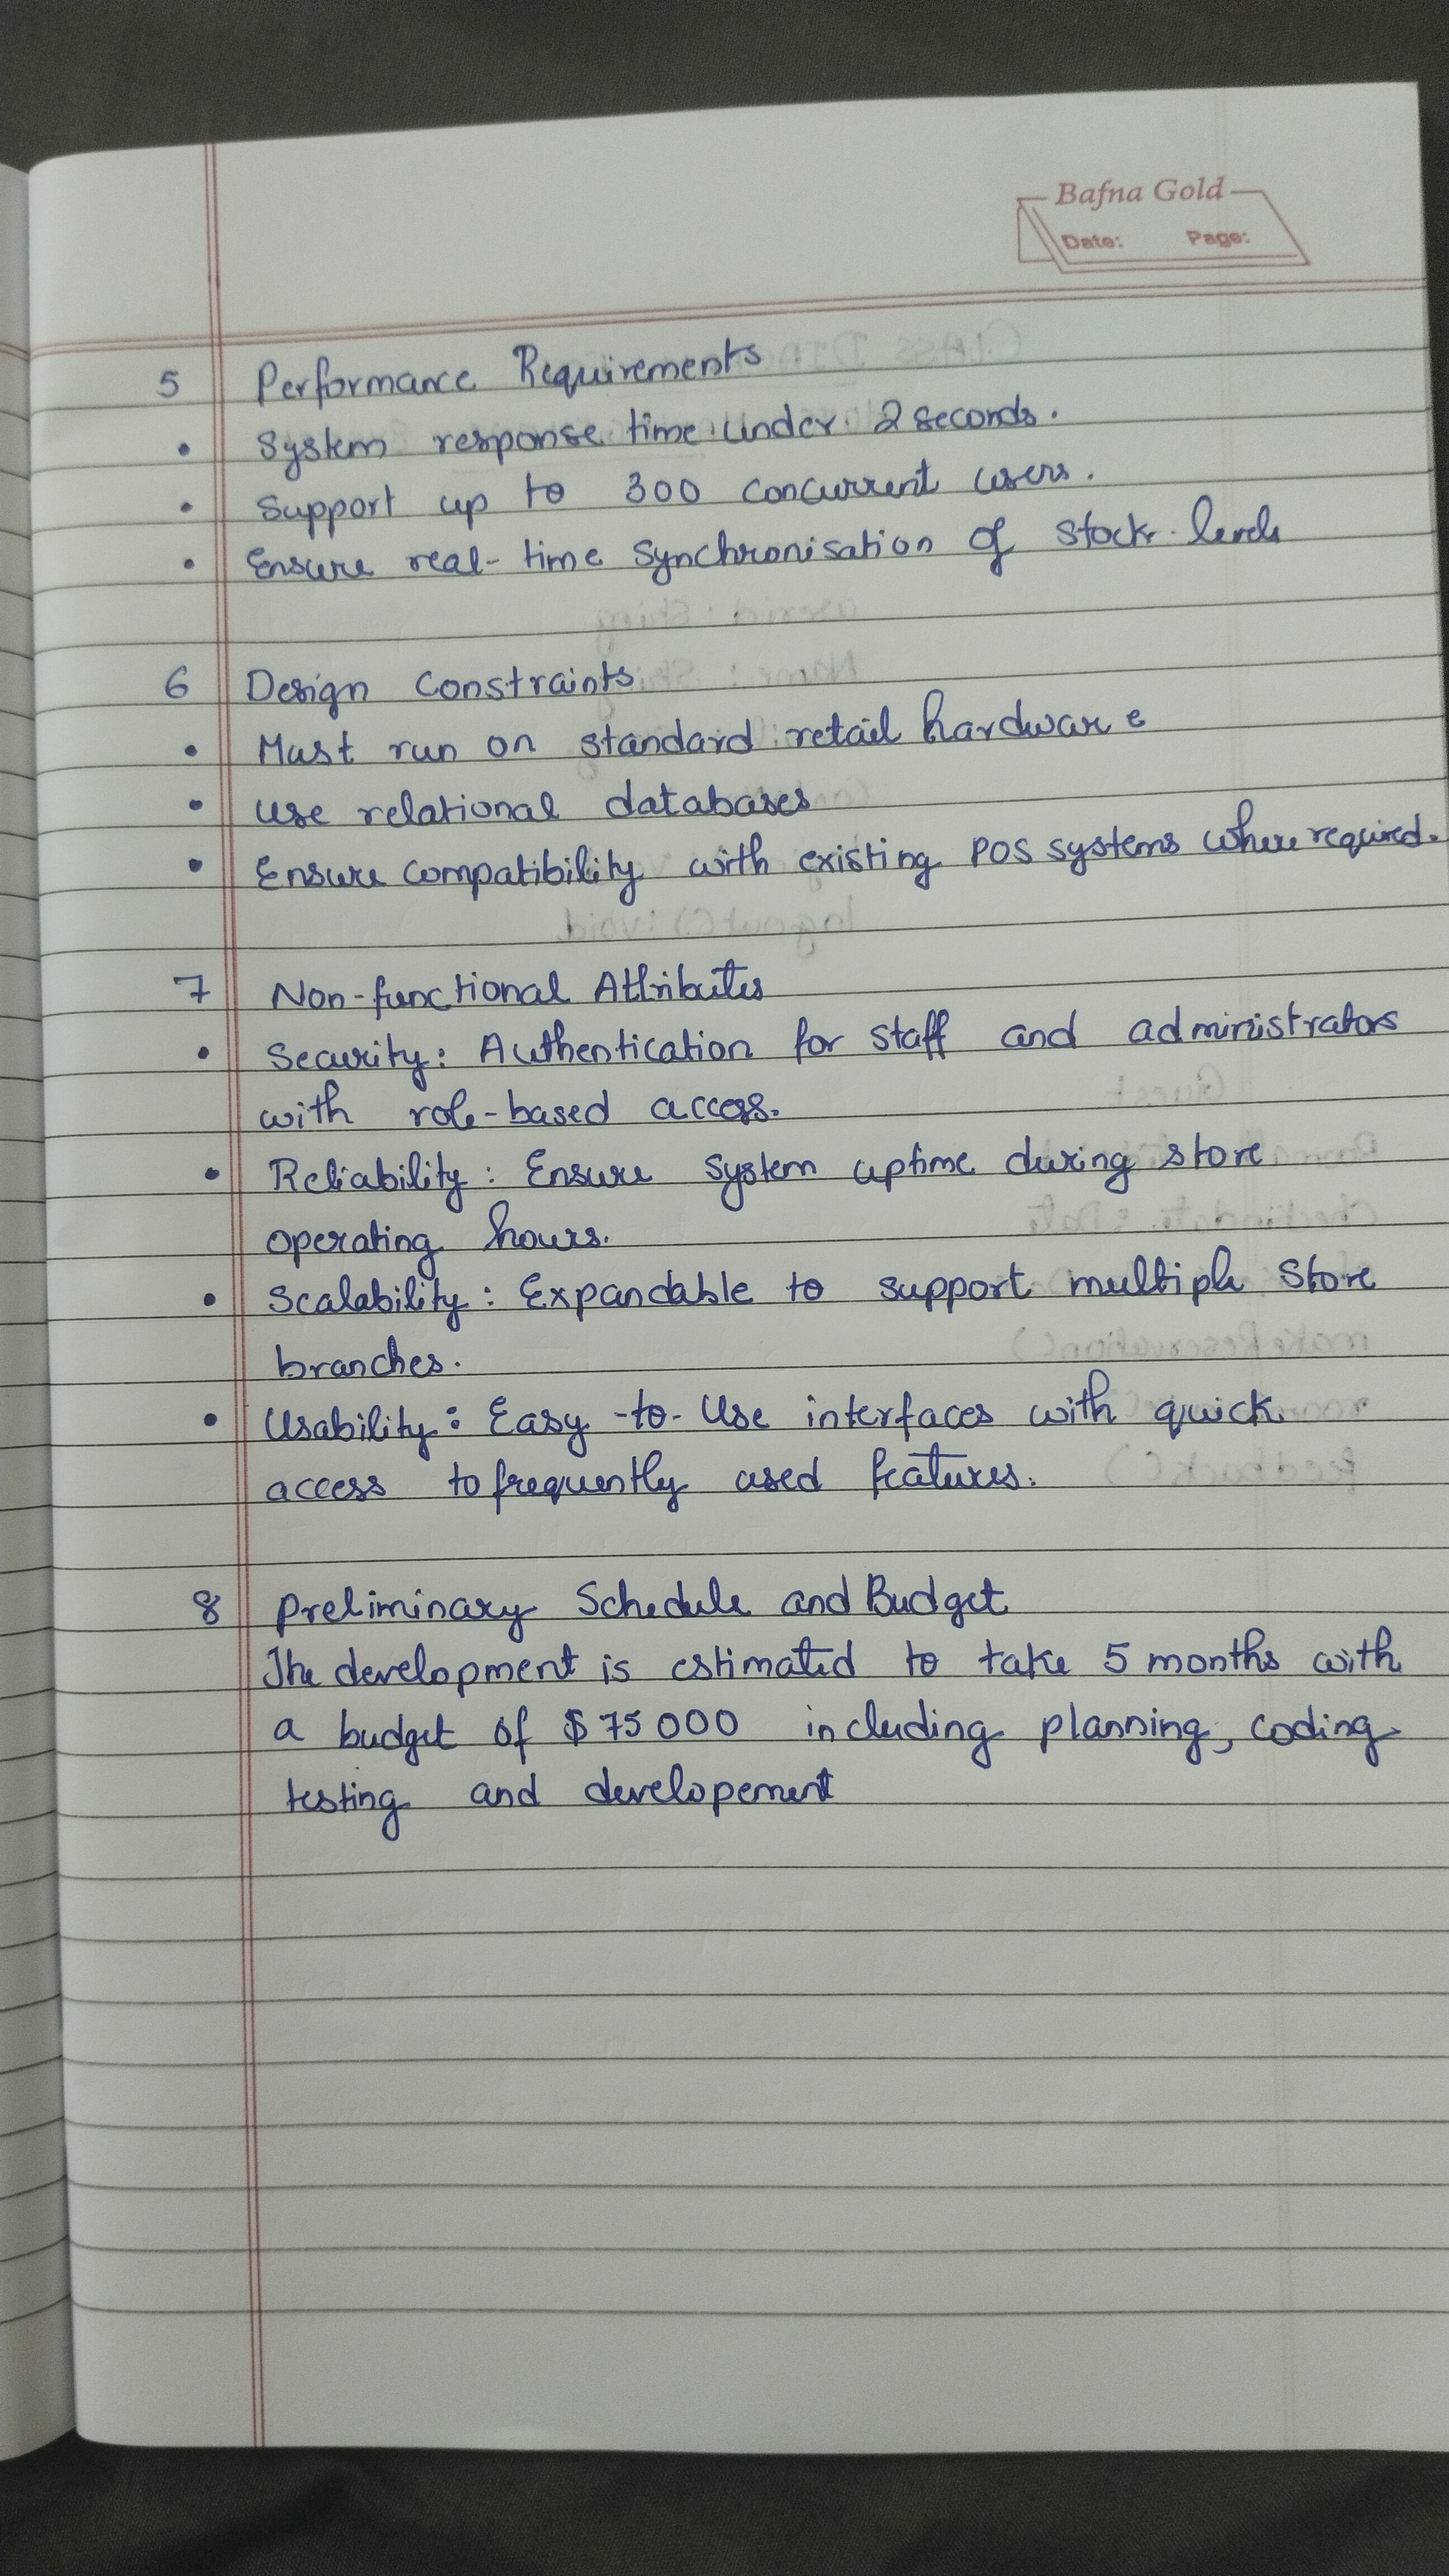 Bafna Gold
Date: Page:
5 Performance Requirements
• System response time under 2 seconds.
• Support up to 300 concurrent users.
• Ensure real-time synchronisation of stock levels
6 Design Constraints
• Must run on standard retail hardware
• use relational databases
• Ensure compatibility with existing POS systems where required.
7 Non-functional Attributes
• Security: Authentication for staff and administrators
with role-based access.
• Reliability: Ensure system uptime during store
operating hours.
• Scalability: Expandable to support multiple store
branches.
• Usability: Easy-to-Use interfaces with quick
access to frequently used features.
8 Preliminary Schedule and Budget
The development is estimated to take 5 months with
a budget of $75000 including planning, coding
testing and developement